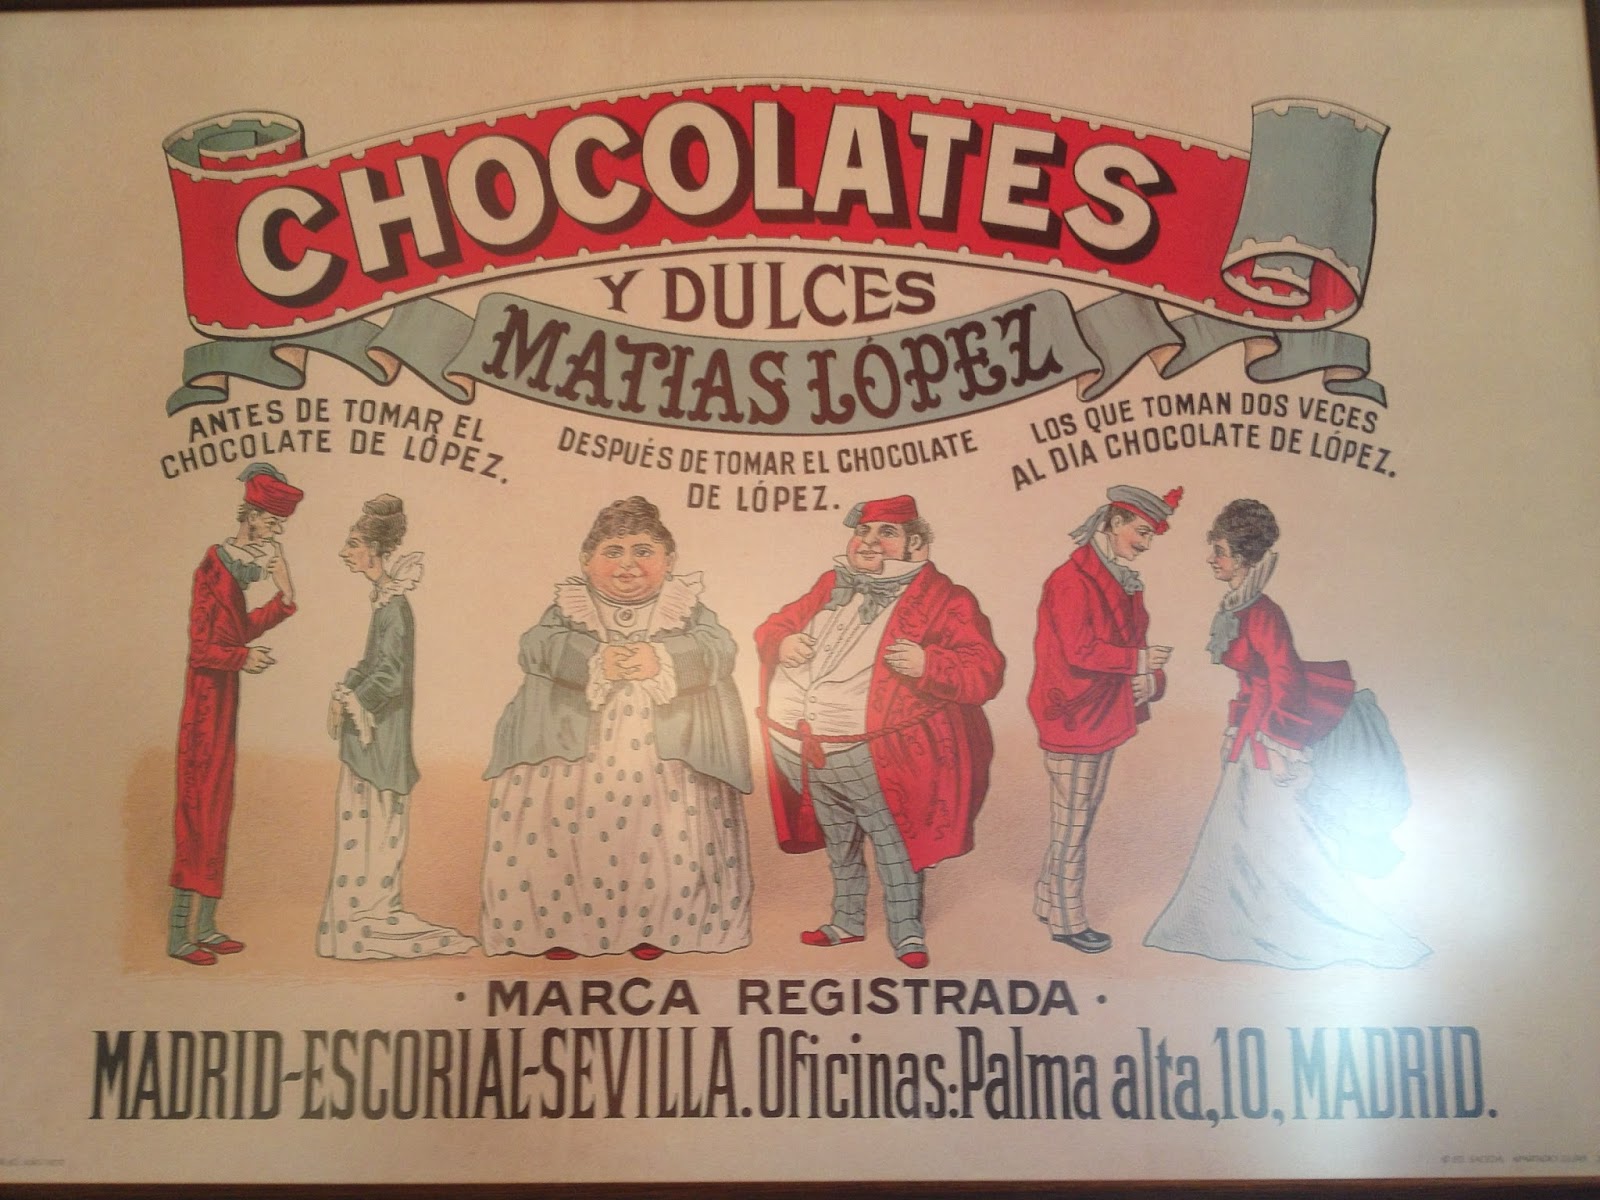 CHOCOLATES
Y DULCES
MATIAS LÓPEZ
ANTES DE TOMAR EL
CHOCOLATE DE LÓPEZ.
DESPUÉS DE TOMAR EL CHOCOLATE
DE LÓPEZ.
LOS QUE TOMAN DOS VECES
AL DIA CHOCOLATE DE LÓPEZ.
· MARCA REGISTRADA ·
MADRID-ESCORIAL-SEVILLA. Oficinas: Palma alta, 10, MADRID.